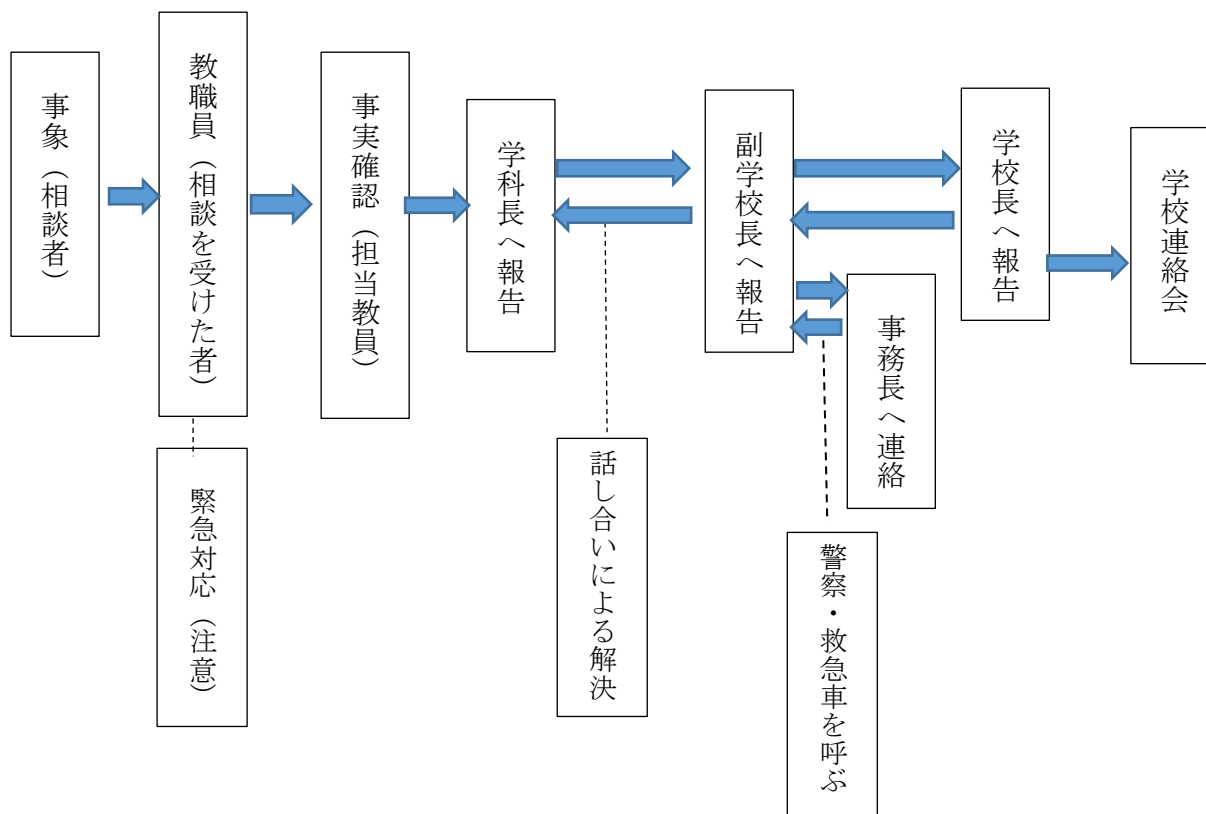 事象（相談者）
教職員（相談を受けた者）
緊急対応（注意）
事実確認（担当教員）
学科長へ報告
話し合いによる解決
副学校長へ報告
事務長へ連絡
警察・救急車を呼ぶ
学校長へ報告
学校連絡会